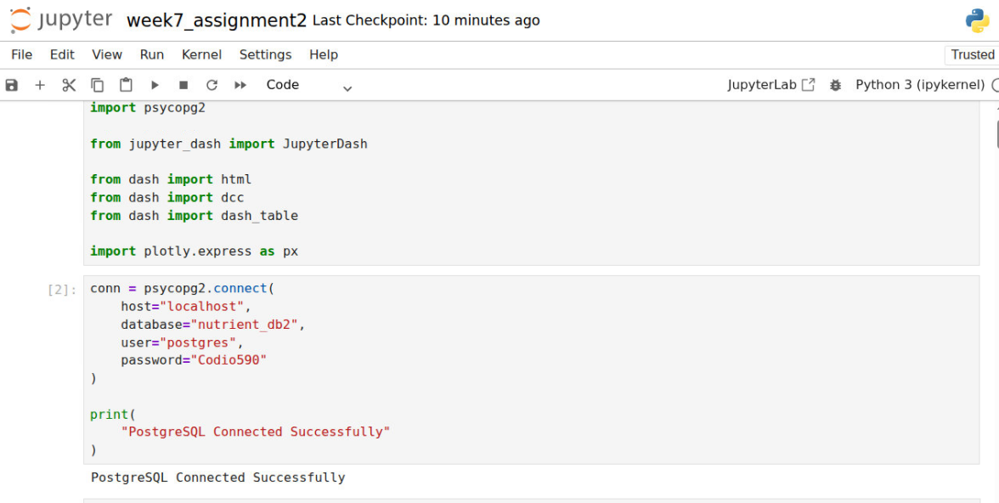 jupyter week7_assignment2 Last Checkpoint: 10 minutes ago
File Edit View Run Kernel Settings Help Trusted
Code JupyterLab Python 3 (ipykernel)
import psycopg2
from jupyter_dash import JupyterDash
from dash import html
from dash import dcc
from dash import dash_table
import plotly.express as px
[2]: conn = psycopg2.connect(
    host="localhost",
    database="nutrient_db2",
    user="postgres",
    password="Codio590"
)
print(
    "PostgreSQL Connected Successfully"
)
PostgreSQL Connected Successfully